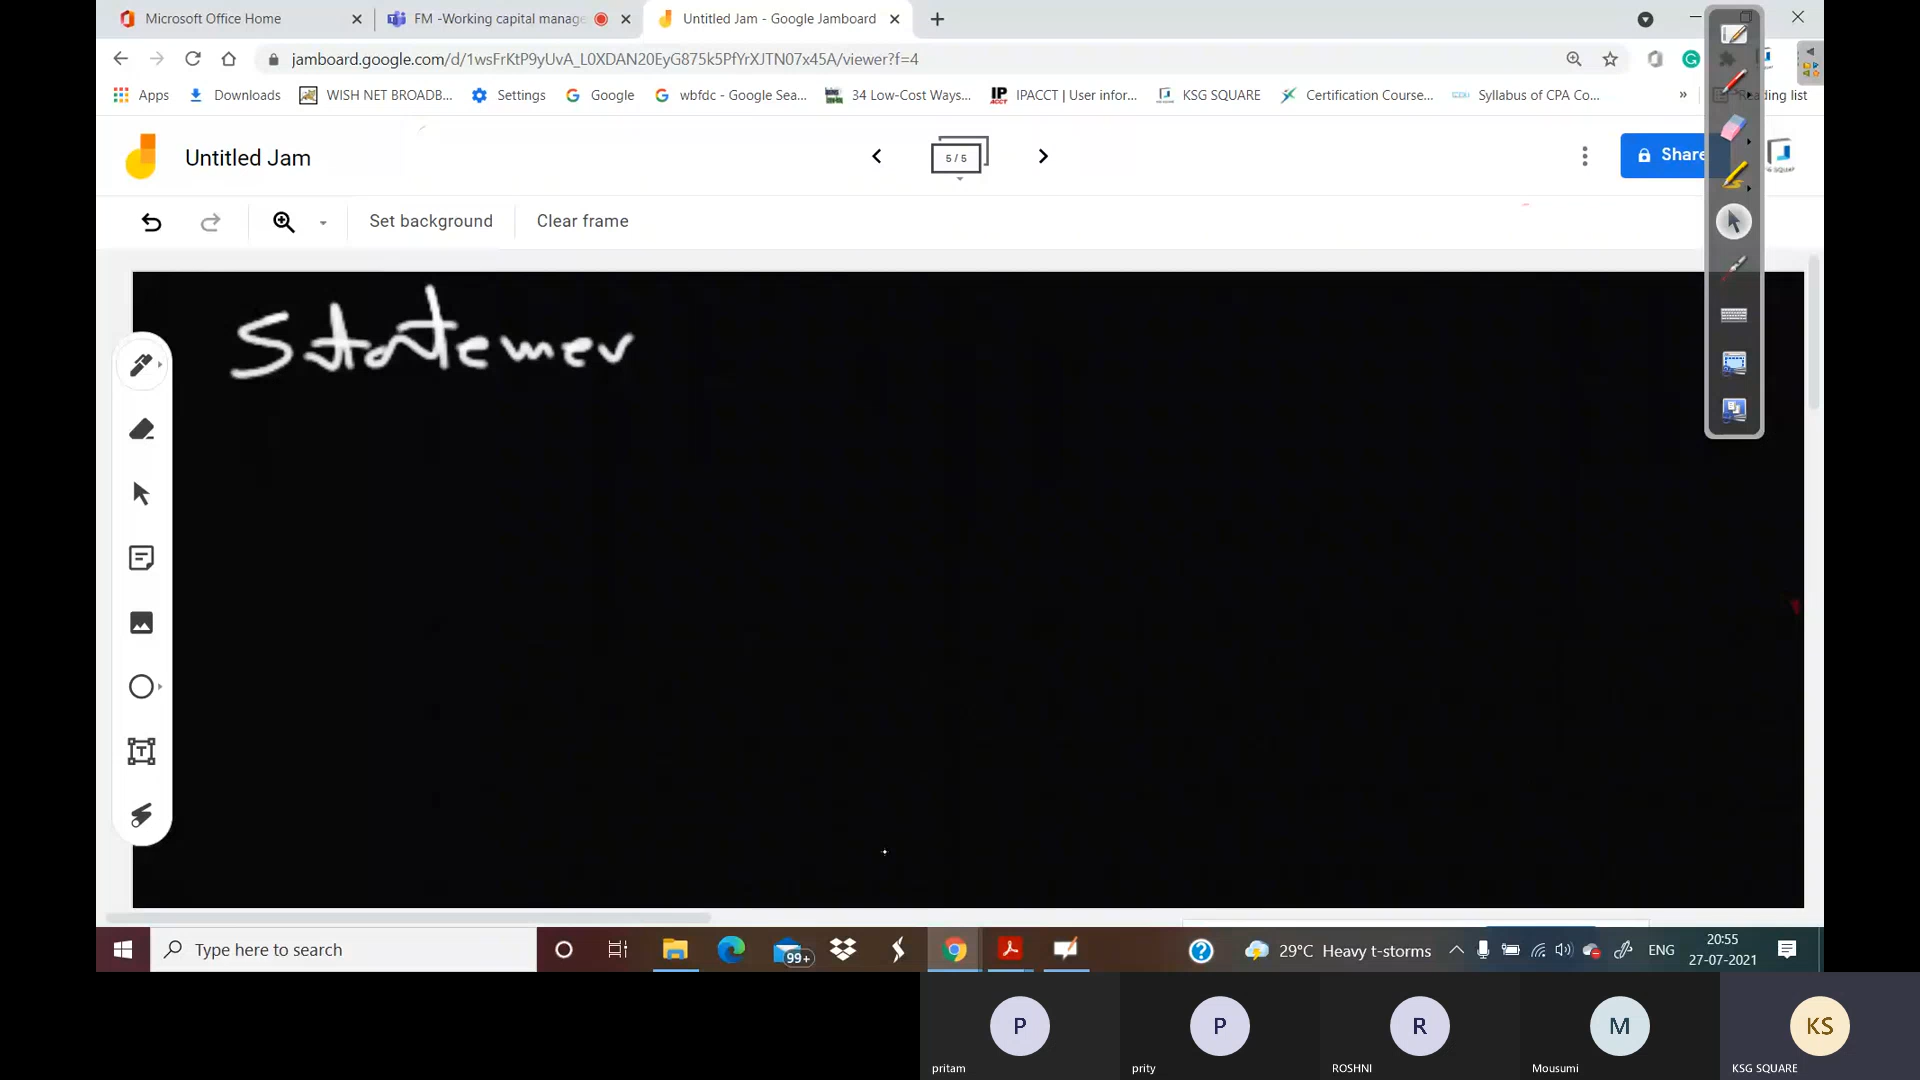 Microsoft Office Home
FM -Working capital manage
Untitled Jam - Google Jamboard
jamboard.google.com/d/1wsFrKtP9yUvA_L0XDAN20EyG875k5PfYrXJTN07x45A/viewer?f=4
Apps
Downloads
WISH NET BROADB...
Settings
Google
wbfdc - Google Sea...
34 Low-Cost Ways...
IPACCT | User infor...
KSG SQUARE
Certification Course...
Syllabus of CPA Co...
»
Reading list
Untitled Jam
5 / 5
Share
Set background
Clear frame
Statemen
Type here to search
99+
29°C Heavy t-storms
ENG
20:55
27-07-2021
P
P
R
M
KS
pritam
prity
ROSHNI
Mousumi
KSG SQUARE